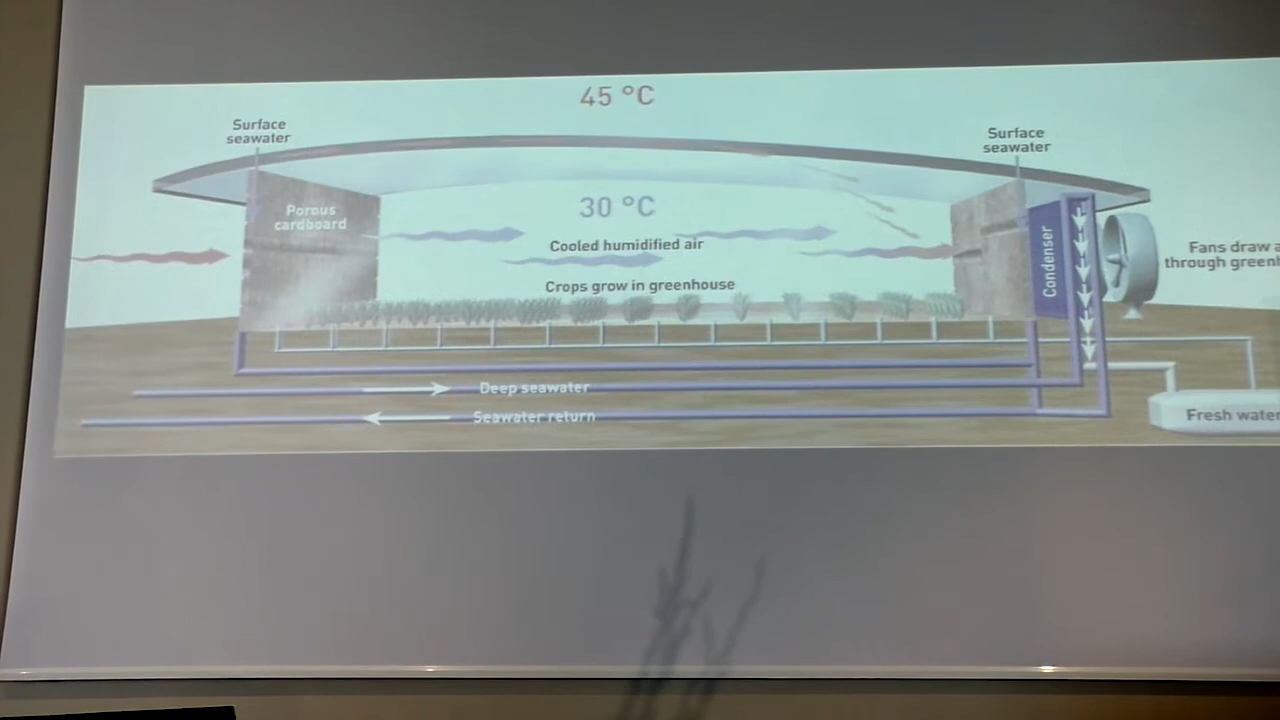 45 °C
Surface
seawater
Surface
seawater
Porous
cardboard
30 °C
Cooled humidified air
Crops grow in greenhouse
Condenser
Fans draw
through
Deep seawater
Seawater return
Fresh water